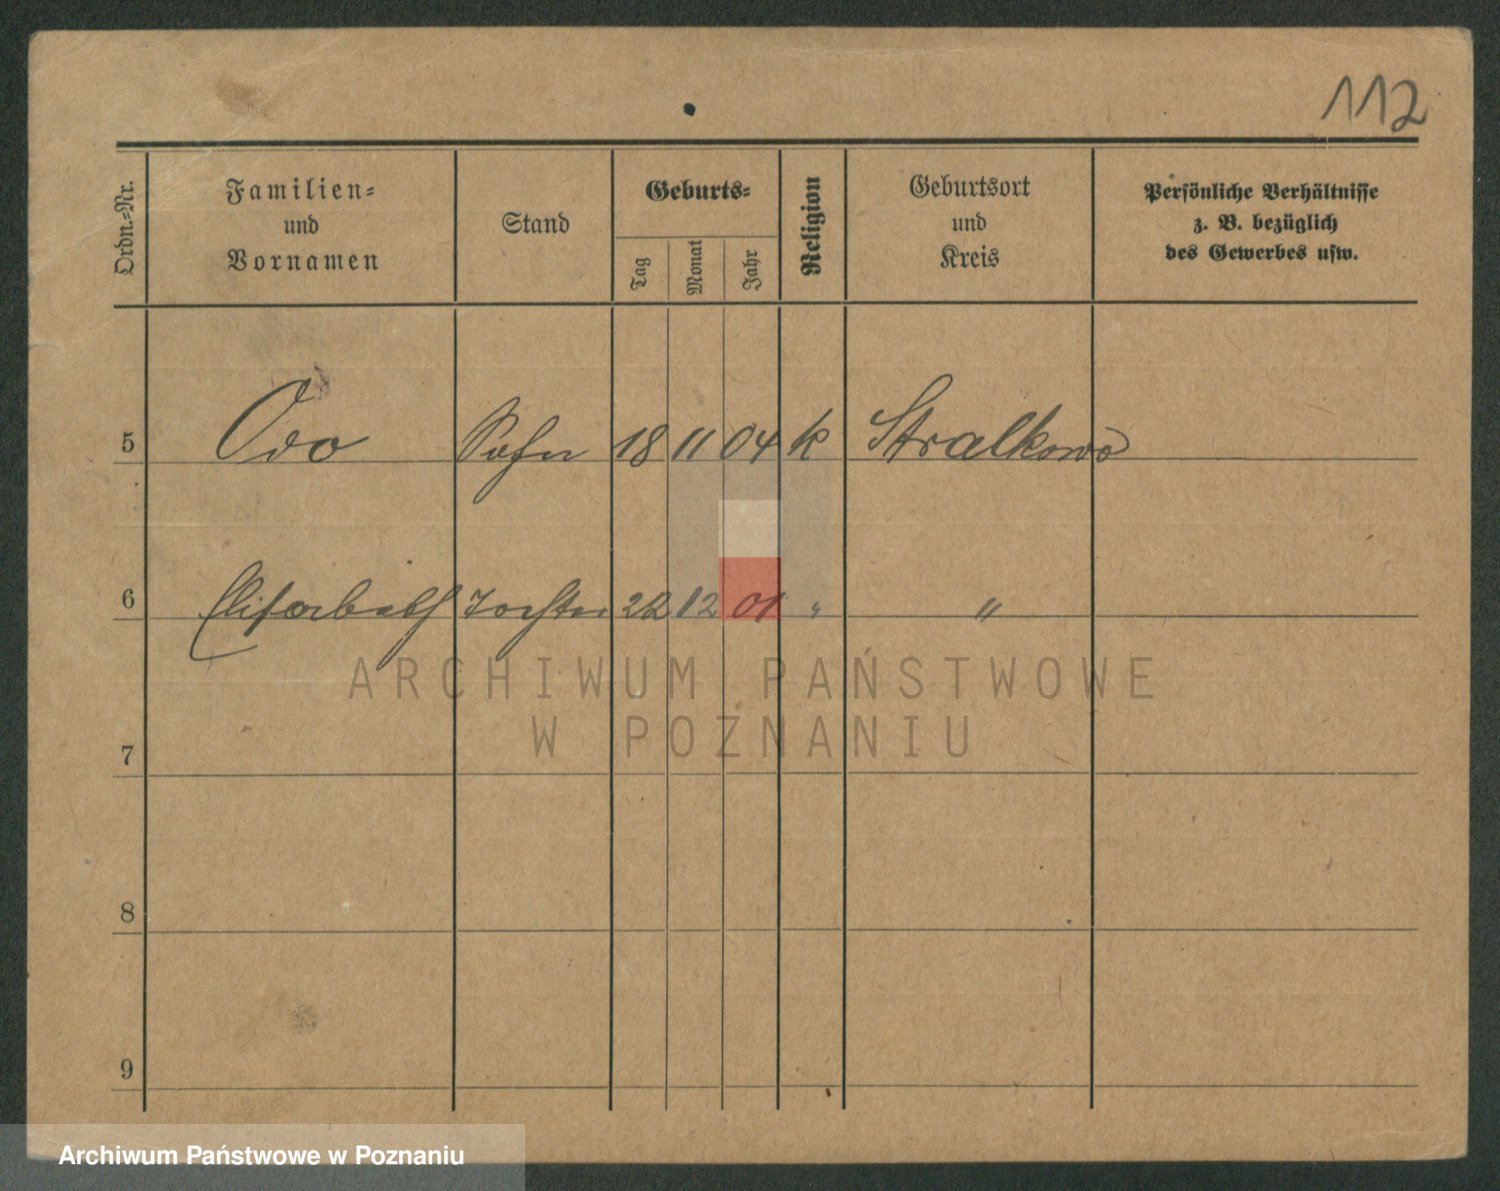 112
Ordn.-Nr.
Familien-
und
Vornamen
Stand
Geburts-
Tag
Monat
Jahr
Religion
Geburtsort
und
Kreis
Persönliche Verhältnisse
z. B. bezüglich
des Gewerbes usw.
5 Odo Sohn 18 11 04 k Stralkowo
6 Elisabeth Tochter 22 12 01 " "
ARCHIWUM PAŃSTWOWE
W POZNANIU
7
8
9
Archiwum Państwowe w Poznaniu